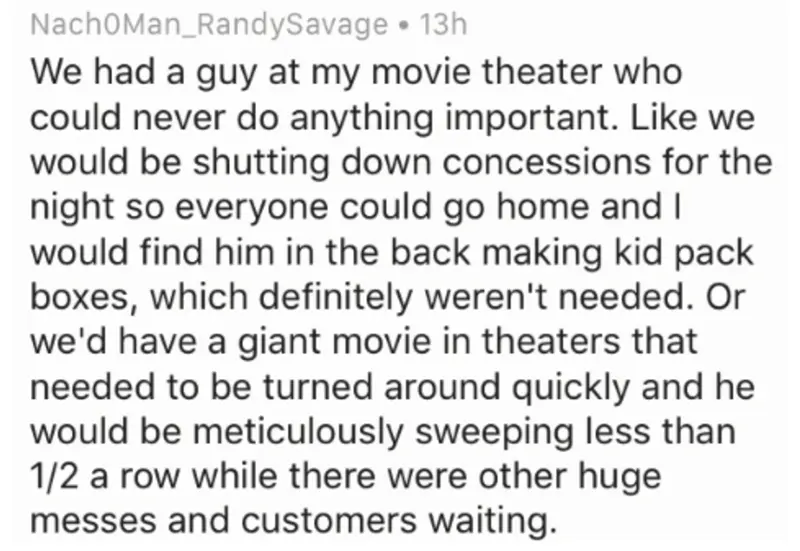 Nach0Man_RandySavage • 13h
We had a guy at my movie theater who
could never do anything important. Like we
would be shutting down concessions for the
night so everyone could go home and I
would find him in the back making kid pack
boxes, which definitely weren't needed. Or
we'd have a giant movie in theaters that
needed to be turned around quickly and he
would be meticulously sweeping less than
1/2 a row while there were other huge
messes and customers waiting.